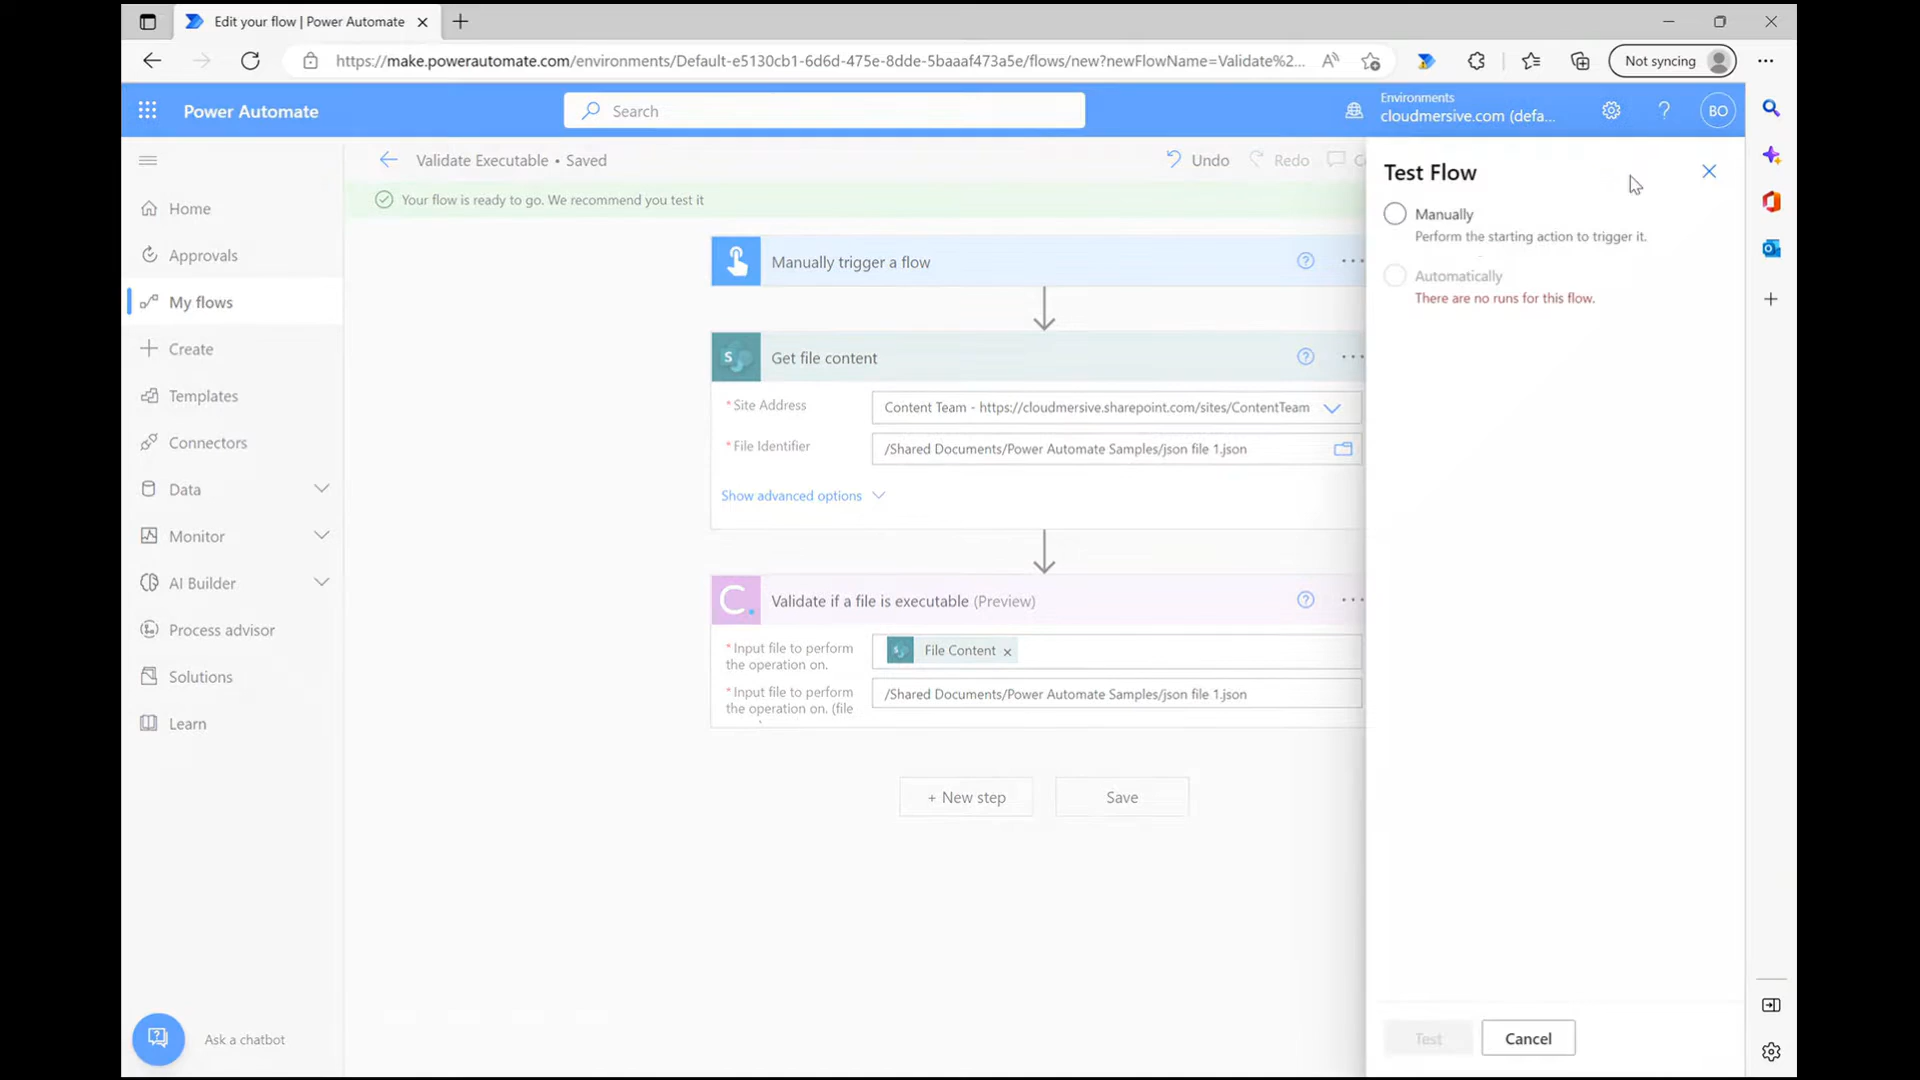 Edit your flow | Power Automate
https://make.powerautomate.com/environments/Default-e5130cb1-6d6d-475e-8dde-5baaaf473a5e/flows/new?newFlowName=Validate%2...
Not syncing
Power Automate
Search
Environments
cloudmersive.com (defa...
BO
Validate Executable • Saved
Undo
Redo
Your flow is ready to go. We recommend you test it
Home
Approvals
My flows
Create
Templates
Connectors
Data
Monitor
AI Builder
Process advisor
Solutions
Learn
Ask a chatbot
Manually trigger a flow
Get file content
* Site Address
Content Team - https://cloudmersive.sharepoint.com/sites/ContentTeam
* File Identifier
/Shared Documents/Power Automate Samples/json file 1.json
Show advanced options
Validate if a file is executable (Preview)
* Input file to perform
the operation on.
File Content
* Input file to perform
the operation on. (file
/Shared Documents/Power Automate Samples/json file 1.json
+ New step
Save
Test Flow
Manually
Perform the starting action to trigger it.
Automatically
There are no runs for this flow.
Test
Cancel